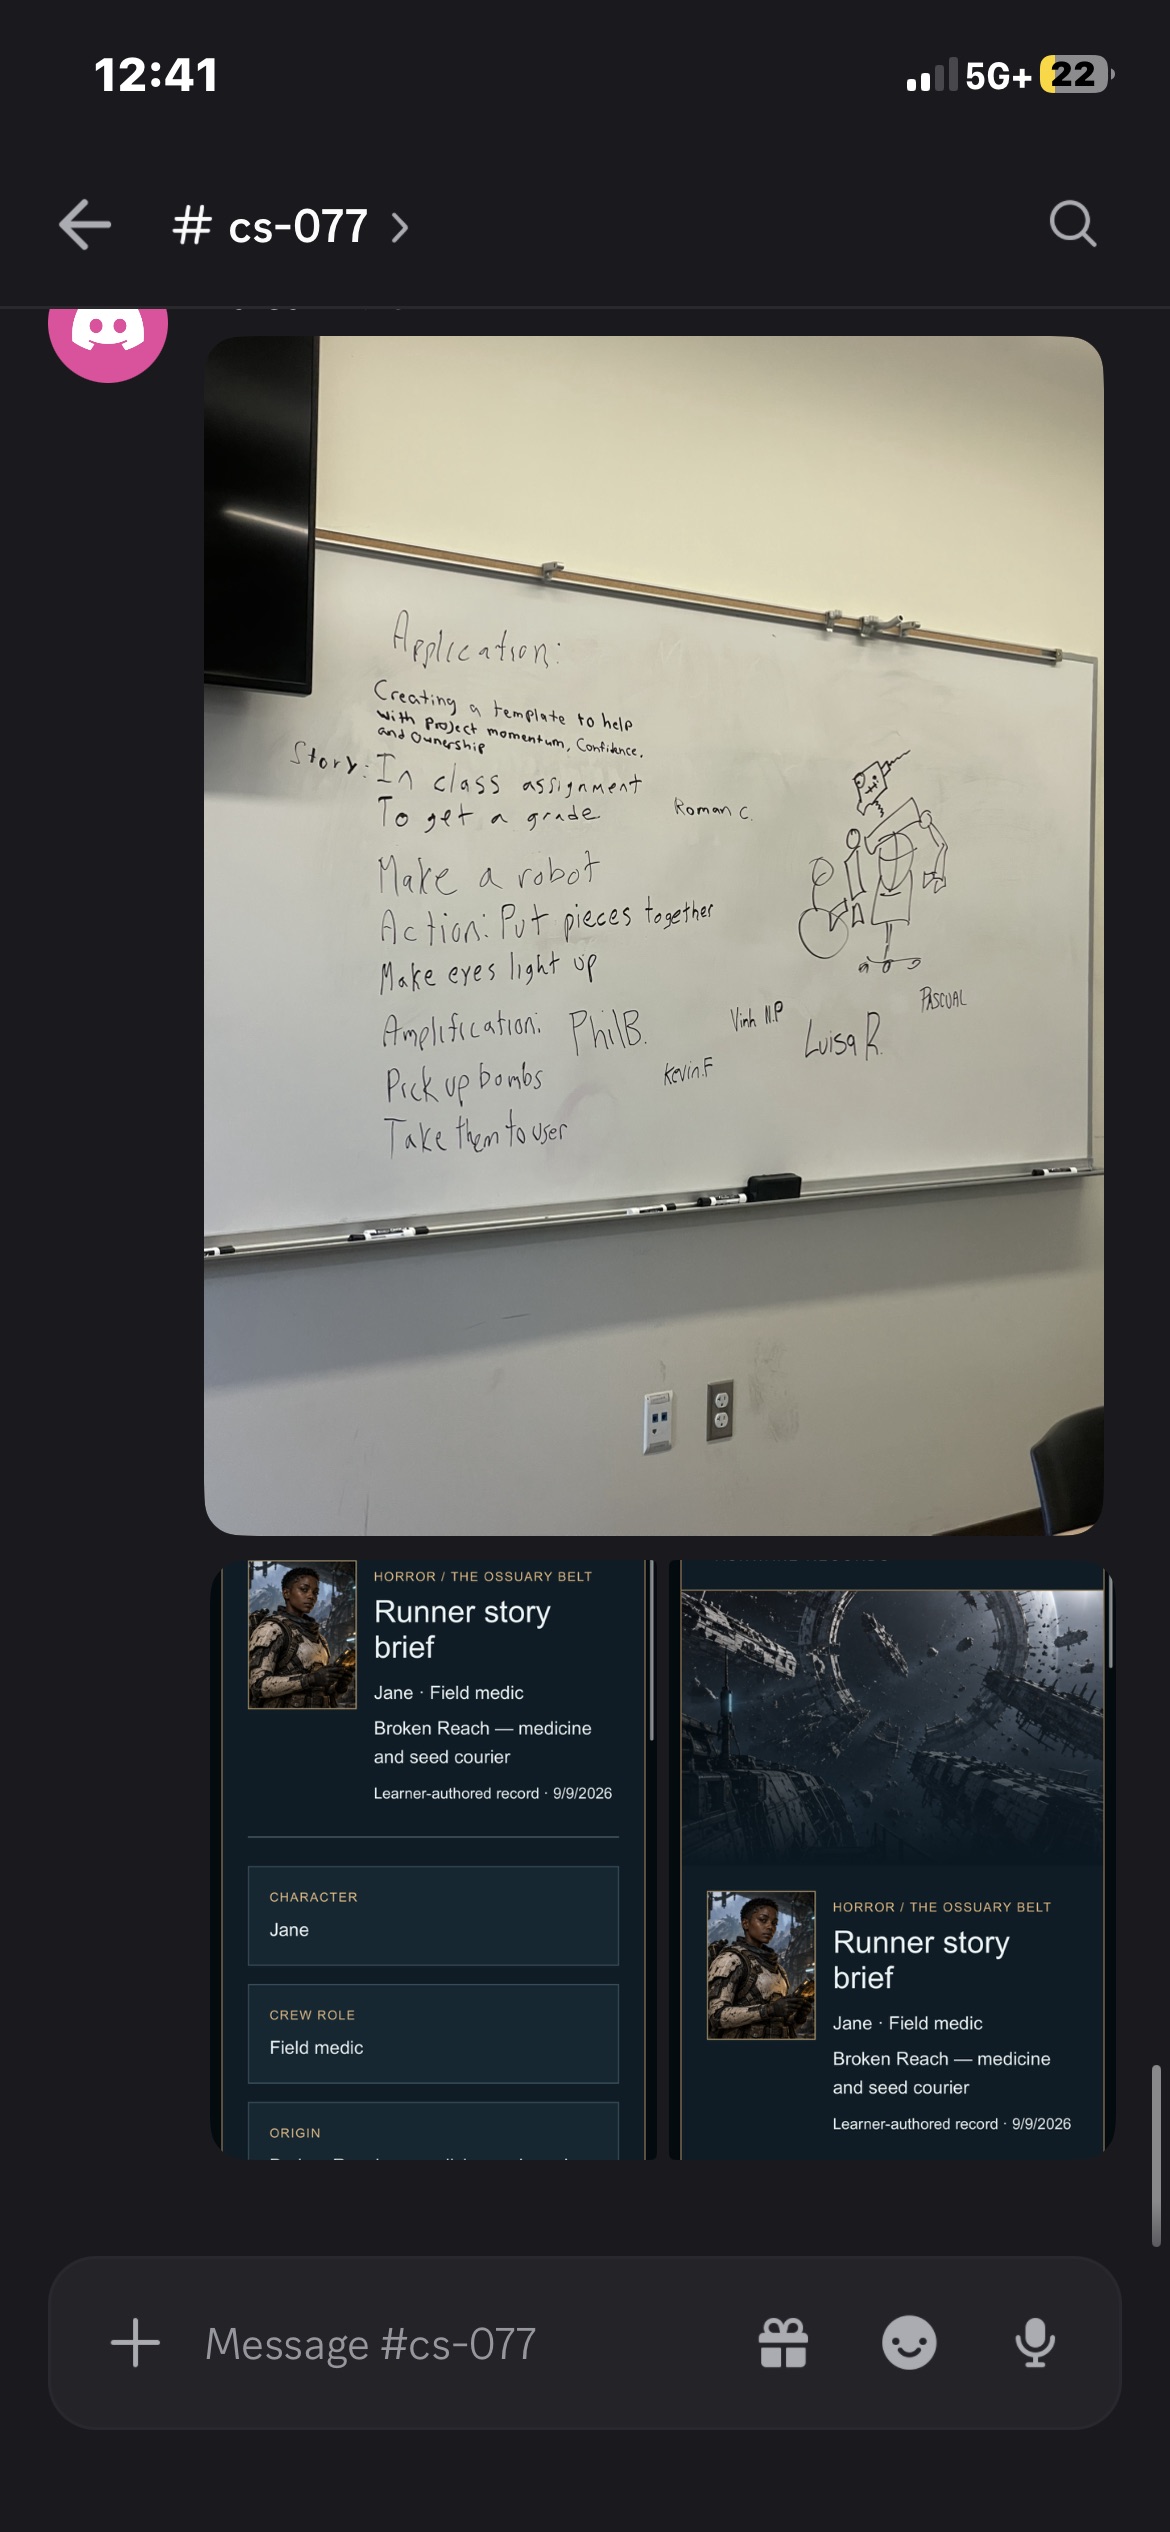 12:41
5G+
22
# cs-077
Application:
Creating a template to help
with Project momentum, Confidence,
and Ownership
Story: In class assignment
To get a grade
Roman C.
Make a robot
Action: Put pieces together
Make eyes light up
Amplification: PhilB.
Vinh N.P
Luisa R.
PASCUAL
Kevin.F
Pick up bombs
Take them to user
HORROR / THE OSSUARY BELT
Runner story
brief
Jane · Field medic
Broken Reach — medicine
and seed courier
Learner-authored record · 9/9/2026
CHARACTER
Jane
CREW ROLE
Field medic
ORIGIN
HORROR / THE OSSUARY BELT
Runner story
brief
Jane · Field medic
Broken Reach — medicine
and seed courier
Learner-authored record · 9/9/2026
Message #cs-077